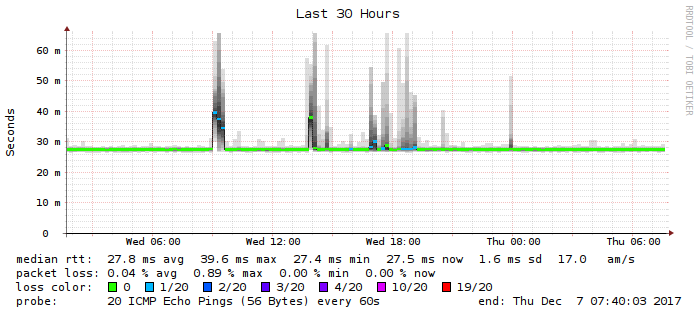 Last 30 Hours
RRDTOOL / TOBI OETIKER
Seconds
60 m
50 m
40 m
30 m
20 m
10 m
0
Wed 06:00 Wed 12:00 Wed 18:00 Thu 00:00 Thu 06:00
median rtt: 27.8 ms avg 39.6 ms max 27.4 ms min 27.5 ms now 1.6 ms sd 17.0 am/s
packet loss: 0.04 % avg 0.89 % max 0.00 % min 0.00 % now
loss color: 0 1/20 2/20 3/20 4/20 10/20 19/20
probe: 20 ICMP Echo Pings (56 Bytes) every 60s end: Thu Dec 7 07:40:03 2017